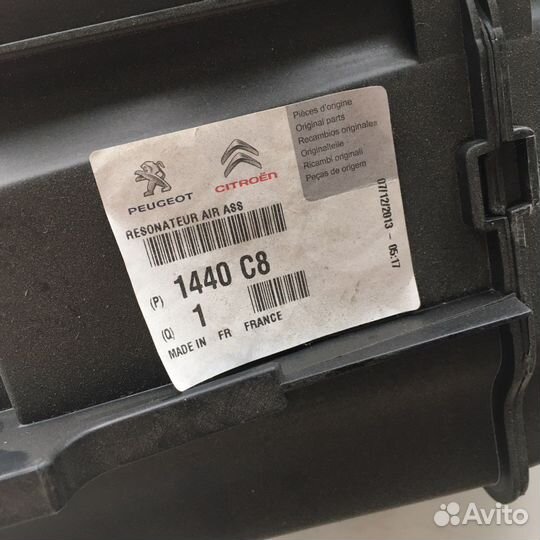 Pièces d'origine
Original parts
Recambios originales
Originalteile
Ricambi originali
Peças de origem
PEUGEOT
CITROËN
RESONATEUR AIR ASS
07/12/2013 - 05:17
(P) 1440 C8
(Q) 1
MADE IN FR FRANCE
Avito